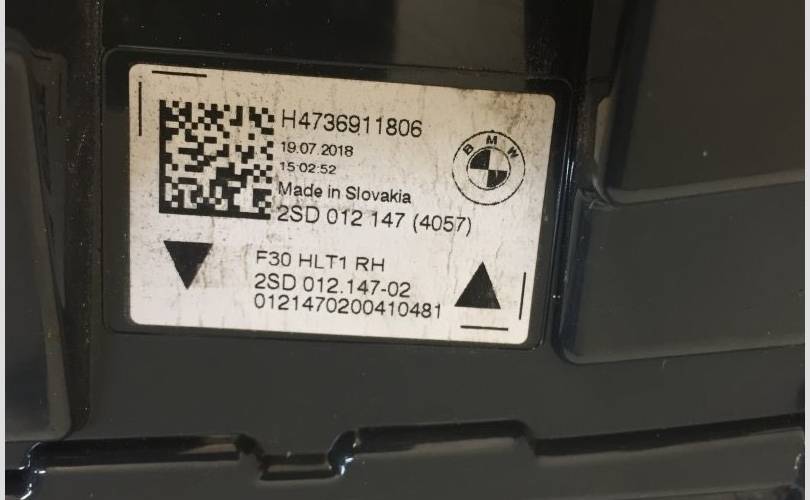 H4736911806
19.07.2018
15:02:52
Made in Slovakia
2SD 012 147 (4057)
BMW
F30 HLT1 RH
2SD 012.147-02
0121470200410481